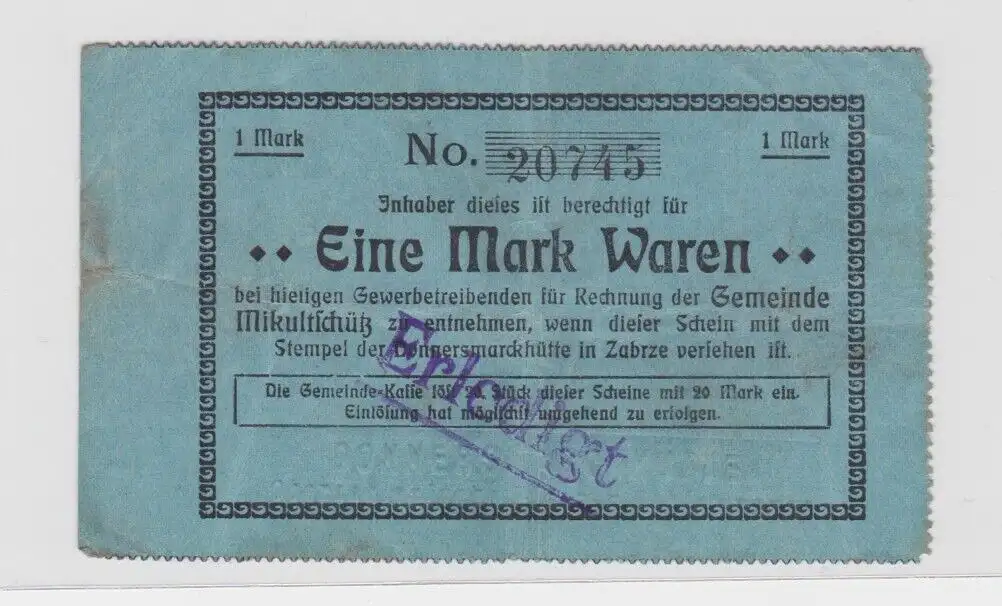 1 Mark
No. 20745
1 Mark
Inhaber dieses ist berechtigt für
Eine Mark Waren
bei hiesigen Gewerbetreibenden für Rechnung der Gemeinde
Mikultschütz zu entnehmen, wenn dieser Schein mit dem
Stempel der Donnersmarckhütte in Zabrze versehen ist.
Die Gemeinde-Kasse löst 20 Stück dieser Scheine mit 20 Mark ein.
Einlösung hat möglichst umgehend zu erfolgen.
Erledigt